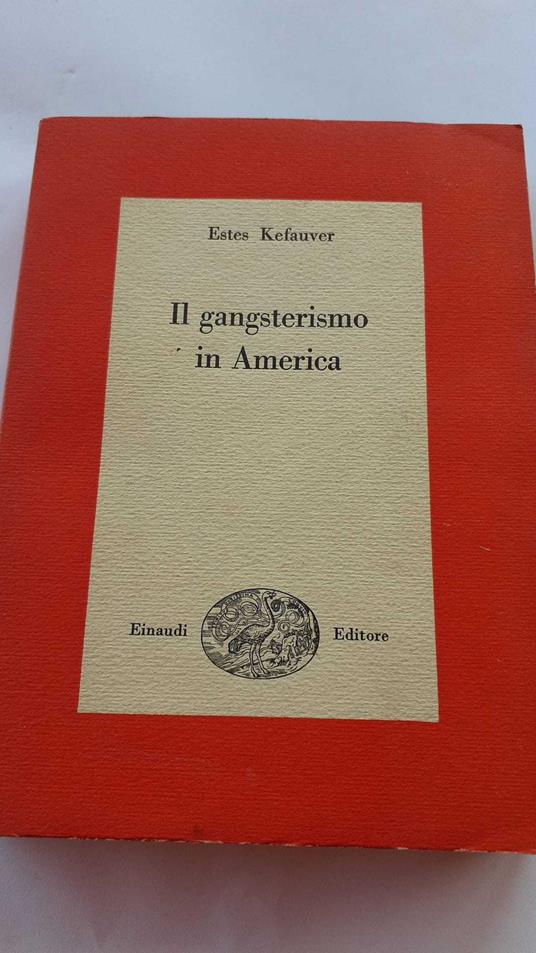 Estes Kefauver
Il gangsterismo
in America
Einaudi Editore